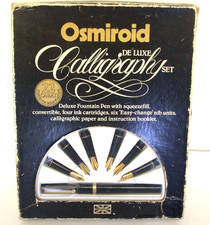 Osmiroid
DE LUXE
Calligraphy SET
Deluxe Fountain Pen with squeezefill
convertible, four ink cartridges, six 'Easy-change' nib units,
calligraphic paper and instruction booklet.